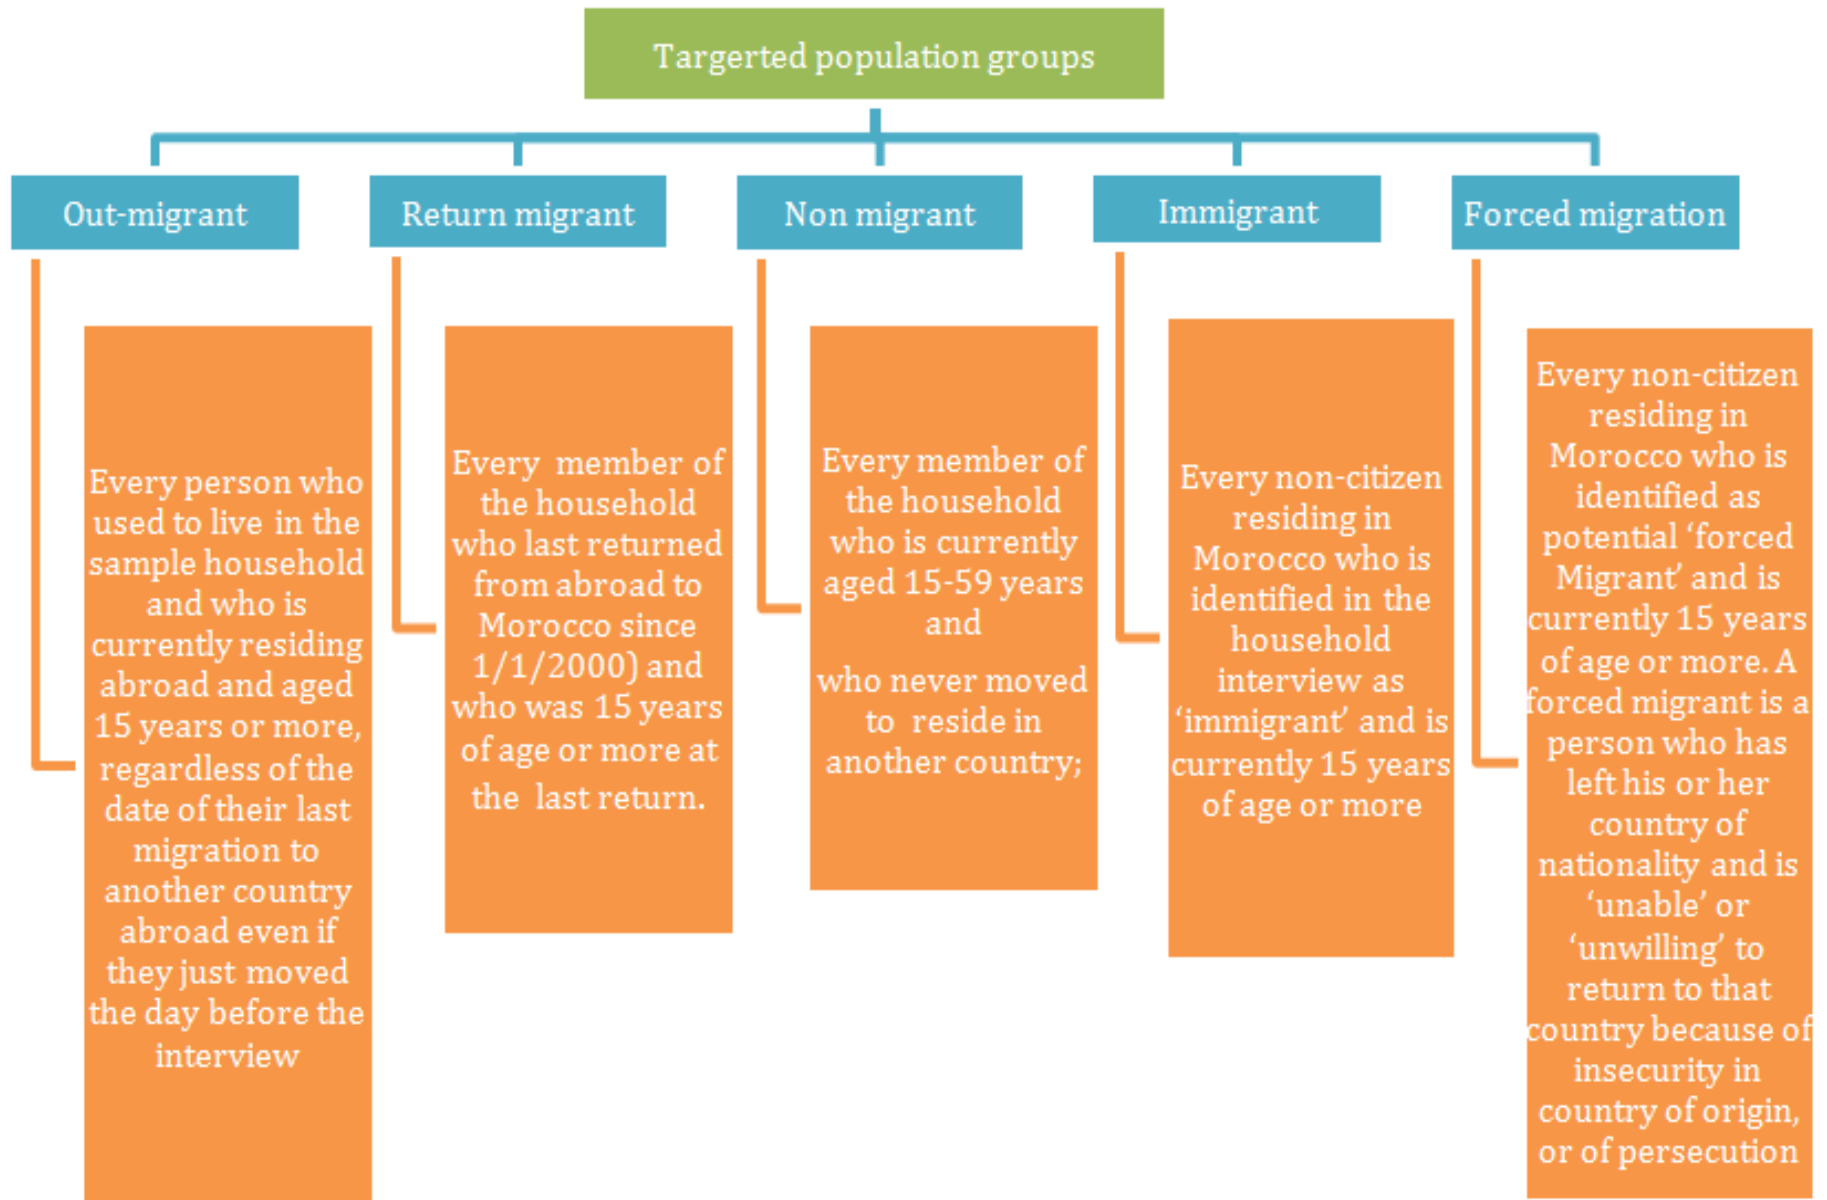 Targerted population groups
Out-migrant
Return migrant
Non migrant
Immigrant
Forced migration
Every person who
used to live in the
sample household
and who is
currently residing
abroad and aged
15 years or more,
regardless of the
date of their last
migration to
another country
abroad even if
they just moved
the day before the
interview
Every member of
the household
who last returned
from abroad to
Morocco since
1/1/2000) and
who was 15 years
of age or more at
the last return.
Every member of
the household
who is currently
aged 15-59 years
and
who never moved
to reside in
another country;
Every non-citizen
residing in
Morocco who is
identified in the
household
interview as
‘immigrant’ and is
currently 15 years
of age or more
Every non-citizen
residing in
Morocco who is
identified as
potential ‘forced
Migrant’ and is
currently 15 years
of age or more. A
forced migrant is a
person who has
left his or her
country of
nationality and is
‘unable’ or
‘unwilling’ to
return to that
country because of
insecurity in
country of origin,
or of persecution